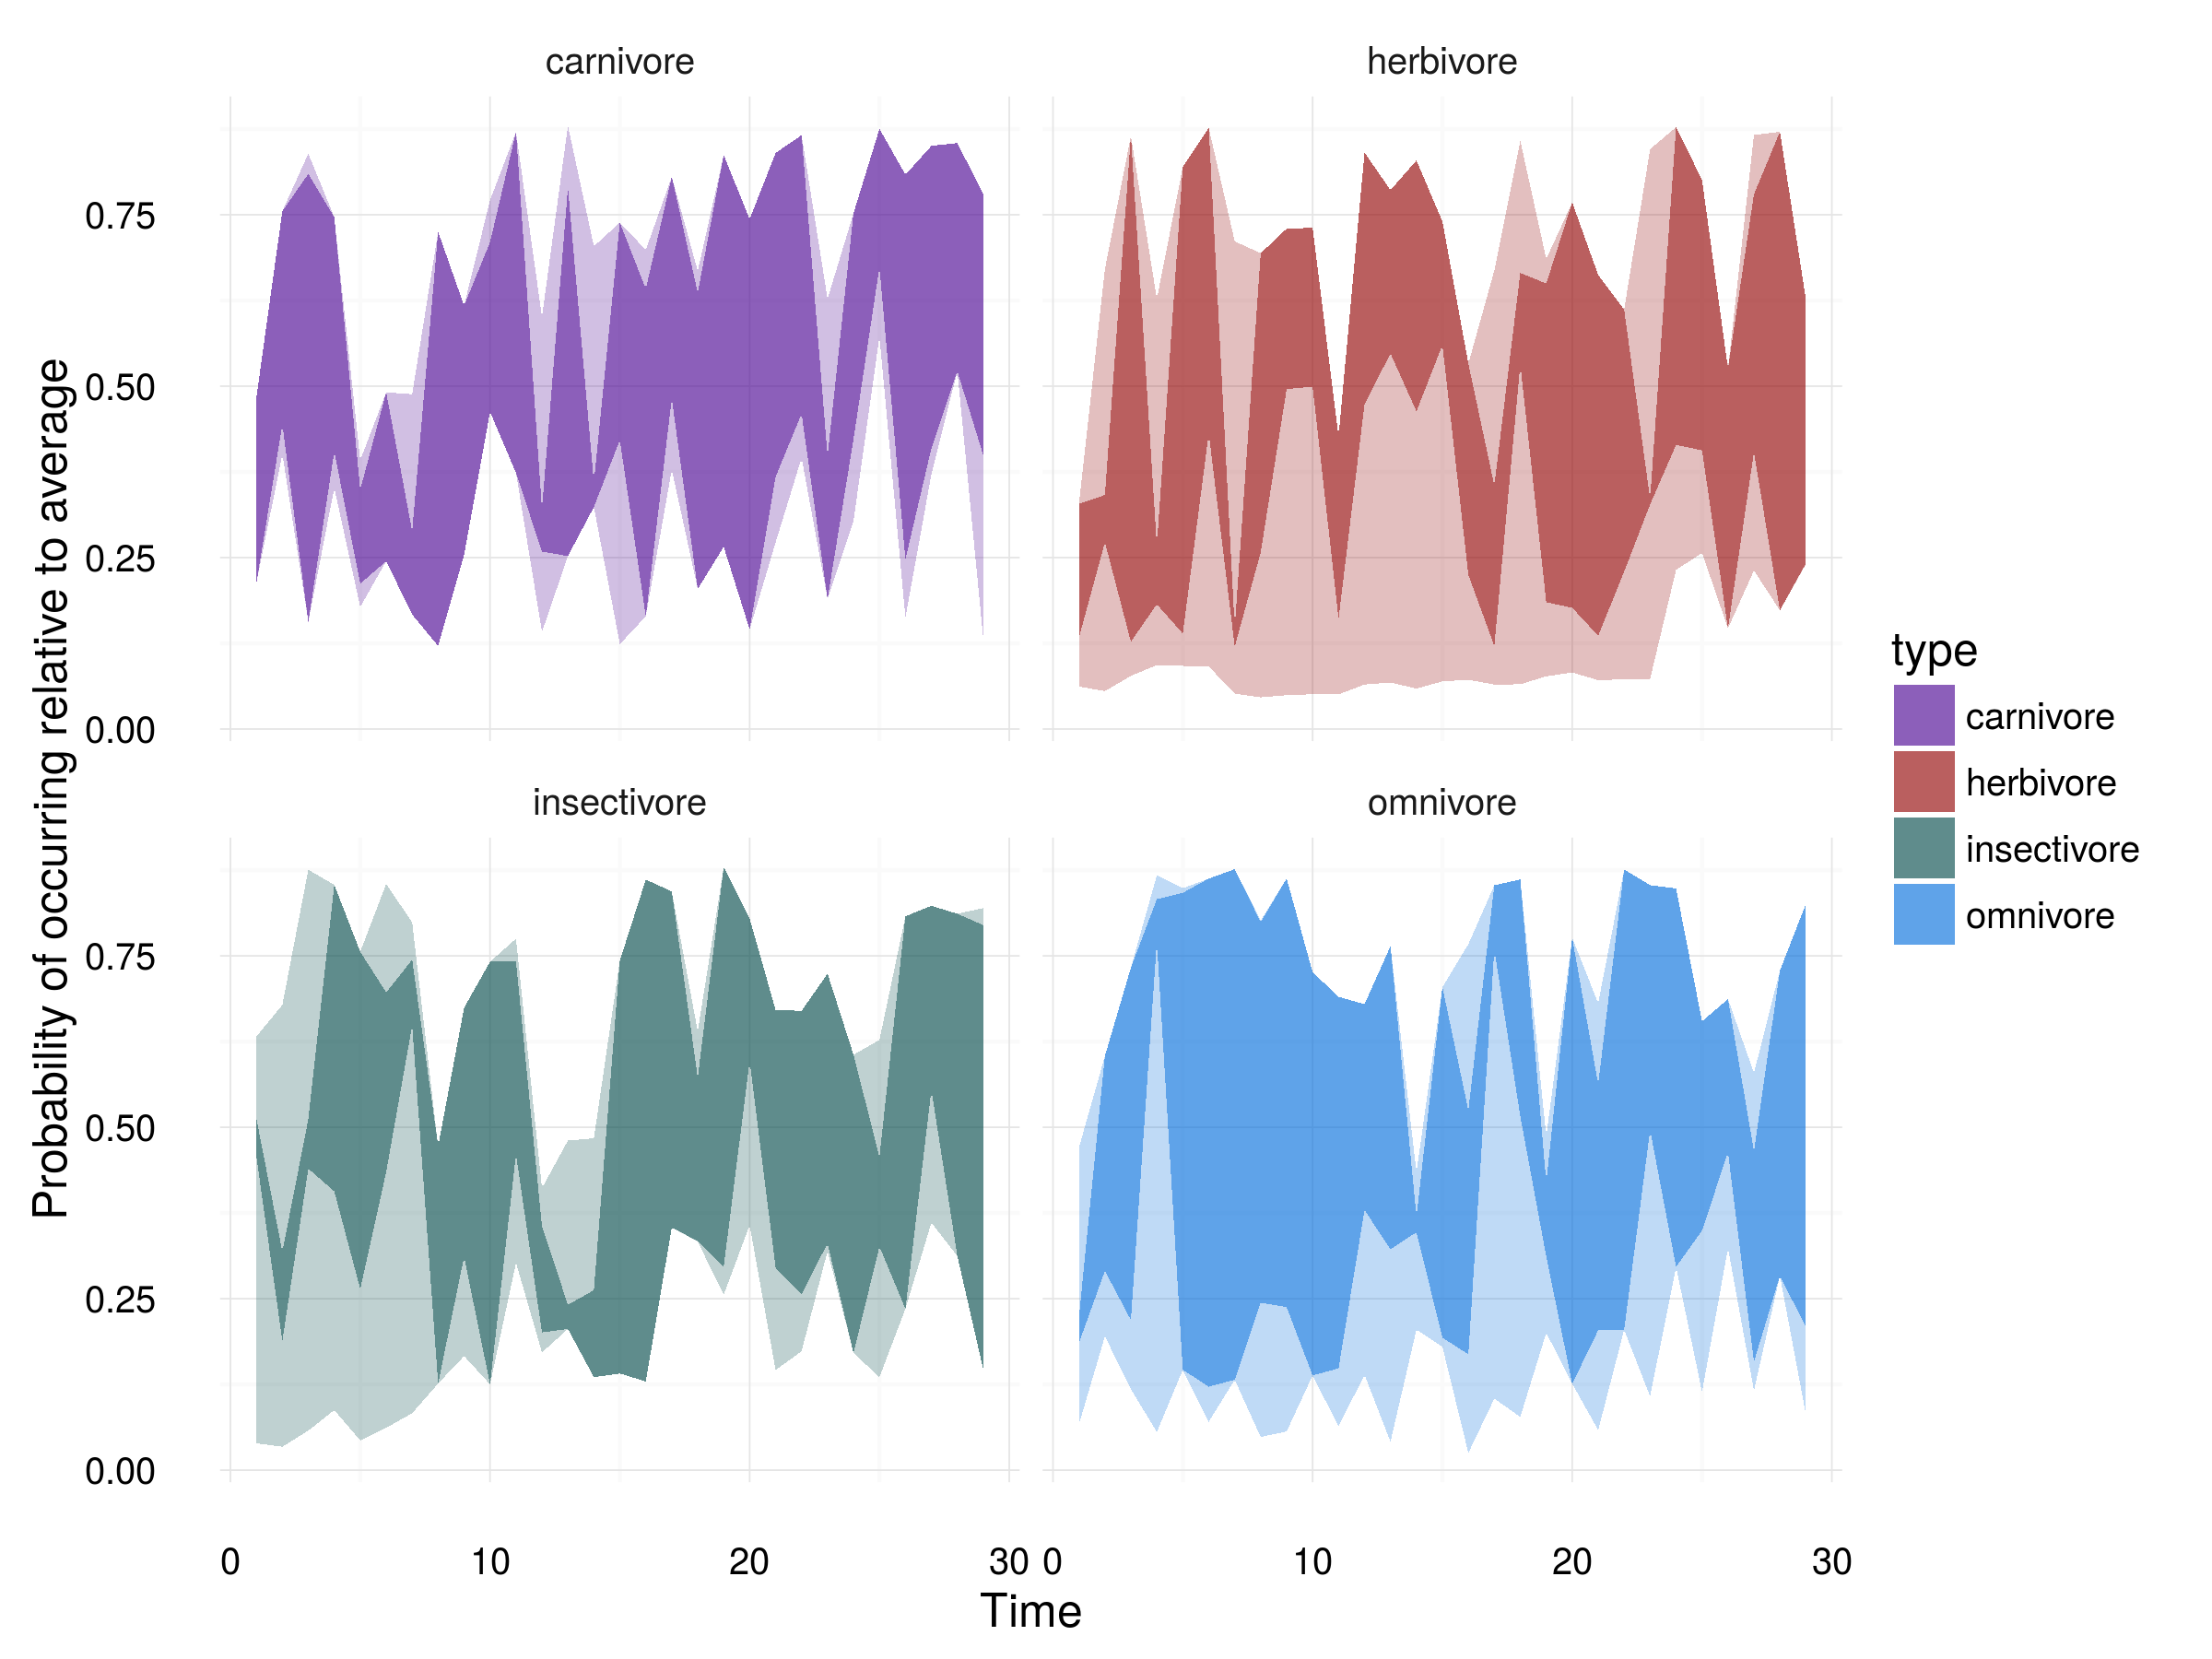 carnivore
herbivore
0.75
0.50
0.25
0.00
Probability of occurring relative to average
insectivore
omnivore
0.75
0.50
0.25
0.00
0
10
20
30
0
10
20
30
Time
type
carnivore
herbivore
insectivore
omnivore